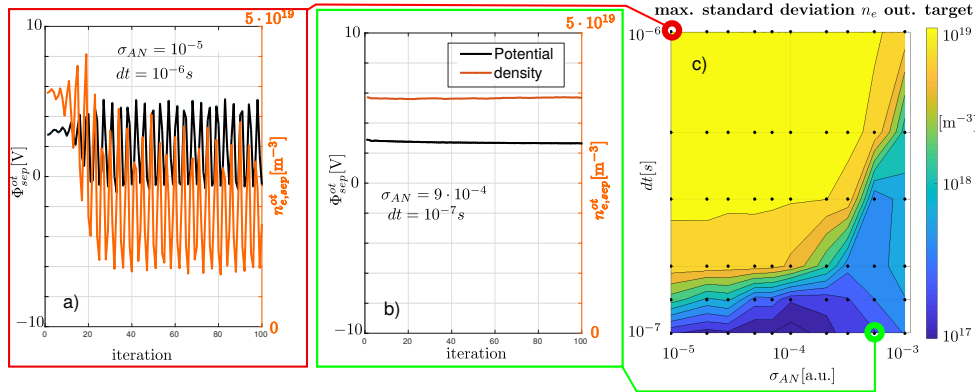 max. standard deviation n_e out. target
10
5 · 10^19
σ_AN = 10^-5
dt = 10^-6 s
Φ^ot_sep [V]
0
n^ot_e,sep [m^-3]
a)
−10
0
0 20 40 60 80 100
iteration
10
5 · 10^19
Potential
density
Φ^ot_sep [V]
0
n^ot_e,sep [m^-3]
σ_AN = 9 · 10^-4
dt = 10^-7 s
b)
−10
0
0 20 40 60 80 100
iteration
10^-6
c)
dt[s]
10^-7
10^-5 10^-4 10^-3
σ_AN [a.u.]
10^19
[m^-3]
10^18
10^17